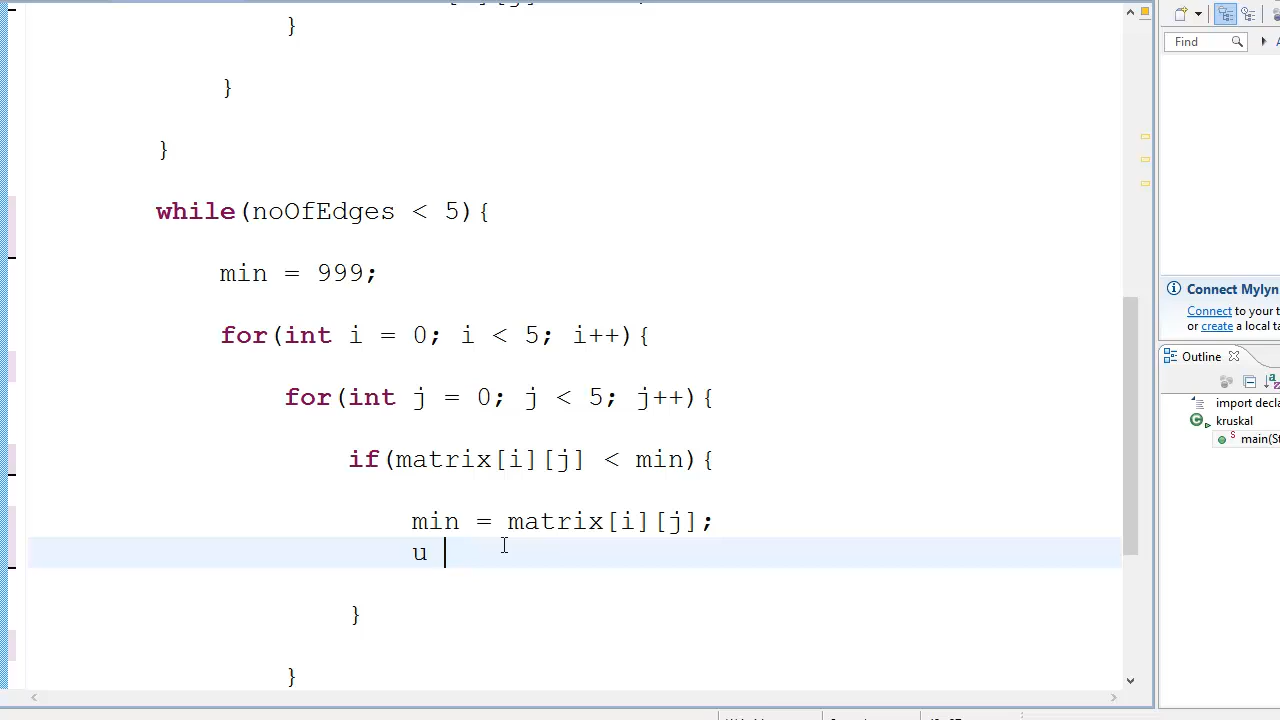 }
}
}
while(noOfEdges < 5){
min = 999;
for(int i = 0; i < 5; i++){
for(int j = 0; j < 5; j++){
if(matrix[i][j] < min){
min = matrix[i][j];
u
}
}
Find
Connect Mylyn
Connect to your t
or create a local t
Outline
import decla
kruskal
main(St